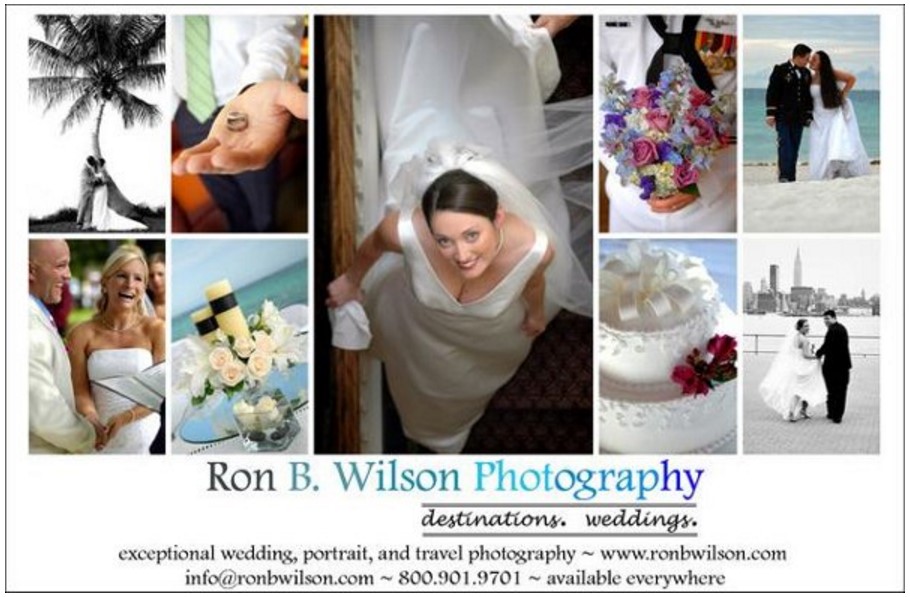 Ron B. Wilson Photography
destinations. weddings.
exceptional wedding, portrait, and travel photography ~ www.ronbwilson.com
info@ronbwilson.com ~ 800.901.9701 ~ available everywhere